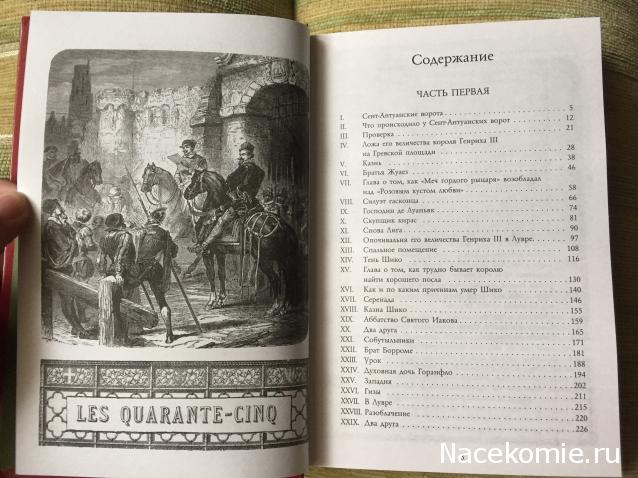 LES QUARANTE-CINQ
Содержание
ЧАСТЬ ПЕРВАЯ
I. Сент-Антуанские ворота 5
II. Что происходило у Сент-Антуанских ворот 12
III. Проверка 21
IV. Ложа его величества короля Генриха III
на Гревской площади 28
V. Казнь 38
VI. Братья Жуаез 46
VII. Глава о том, как «Меч гордого рыцаря» возобладал
над «Розовым кустом любви» 58
VIII. Силуэт гасконца 66
IX. Господин де Луаньяк 74
X. Скупщик кирас 81
XI. Снова Лига 90
XII. Опочивальня его величества Генриха III в Лувре. 97
XIII. Спальное помещение 108
XIV. Тень Шико 116
XV. Глава о том, как трудно бывает королю
найти хорошего посла 130
XVI. Как и по каким причинам умер Шико 140
XVII. Серенада 146
XVIII. Казна Шико 155
XIX. Аббатство Святого Иакова 159
XX. Два друга 165
XXI. Собутыльники 171
XXII. Брат Борроме 181
XXIII. Урок 188
XXIV. Духовная дочь Горанфло 194
XXV. Западня 202
XXVI. Гизы 211
XXVII. В Лувре 215
XXVIII. Разоблачение 220
XXIX. Два друга 226
Nacekomie.ru